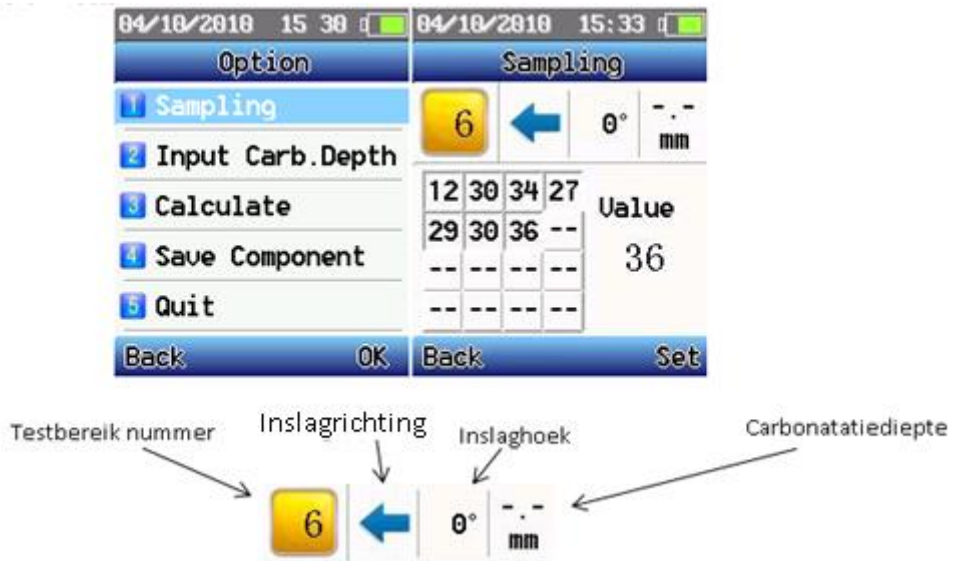 04/10/2010 15 30
Option
1 Sampling
2 Input Carb.Depth
3 Calculate
4 Save Component
5 Quit
Back OK
04/10/2010 15:33
Sampling
6 0° -.- mm
12 30 34 27
29 30 36 --
-- -- -- --
-- -- -- --
Value
36
Back Set
Testbereik nummer
Inslagrichting
Inslaghoek
Carbonatatiediepte
6 0° -.-
mm